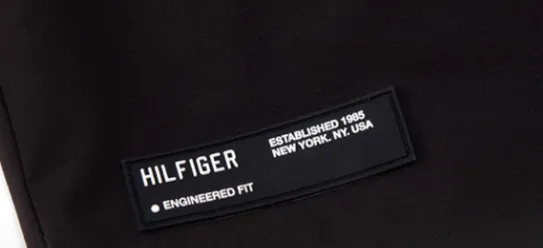 HILFIGER
ESTABLISHED 1985
NEW YORK. NY. USA
ENGINEERED FIT